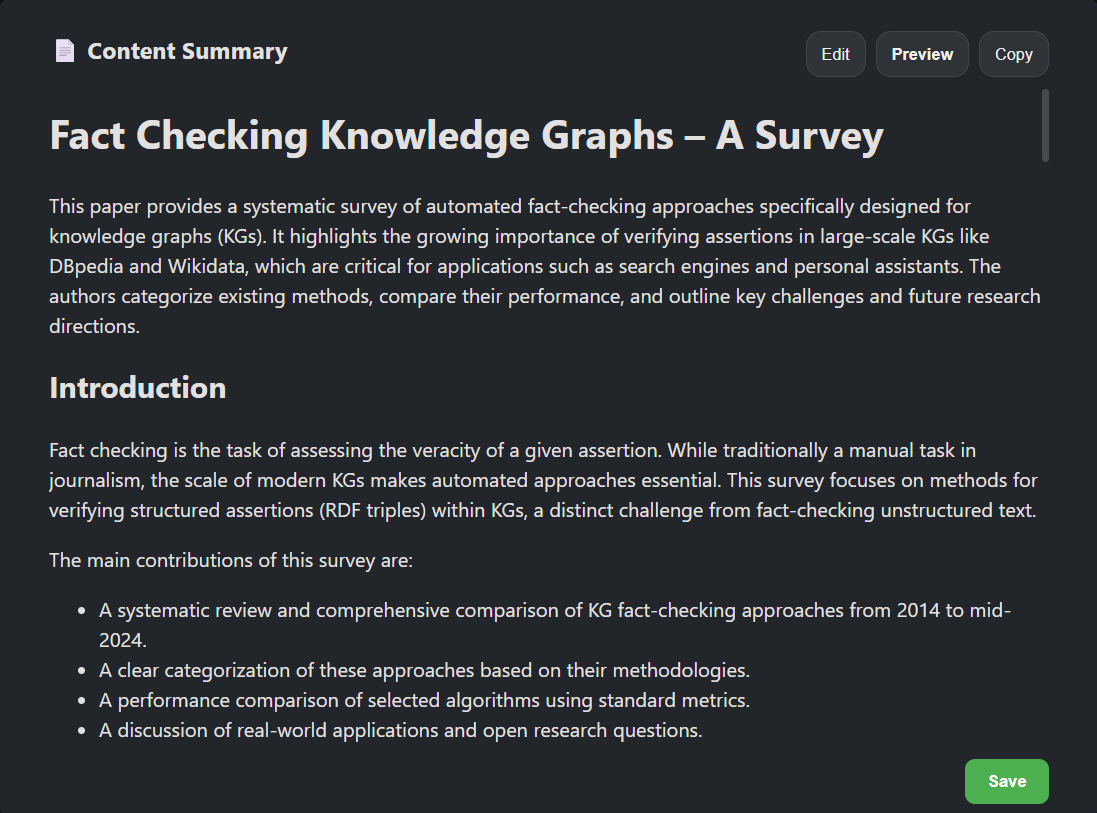 Content Summary
Edit
Preview
Copy
Fact Checking Knowledge Graphs – A Survey
This paper provides a systematic survey of automated fact-checking approaches specifically designed for
knowledge graphs (KGs). It highlights the growing importance of verifying assertions in large-scale KGs like
DBpedia and Wikidata, which are critical for applications such as search engines and personal assistants. The
authors categorize existing methods, compare their performance, and outline key challenges and future research
directions.
Introduction
Fact checking is the task of assessing the veracity of a given assertion. While traditionally a manual task in
journalism, the scale of modern KGs makes automated approaches essential. This survey focuses on methods for
verifying structured assertions (RDF triples) within KGs, a distinct challenge from fact-checking unstructured text.
The main contributions of this survey are:
• A systematic review and comprehensive comparison of KG fact-checking approaches from 2014 to mid-
2024.
• A clear categorization of these approaches based on their methodologies.
• A performance comparison of selected algorithms using standard metrics.
• A discussion of real-world applications and open research questions.
Save